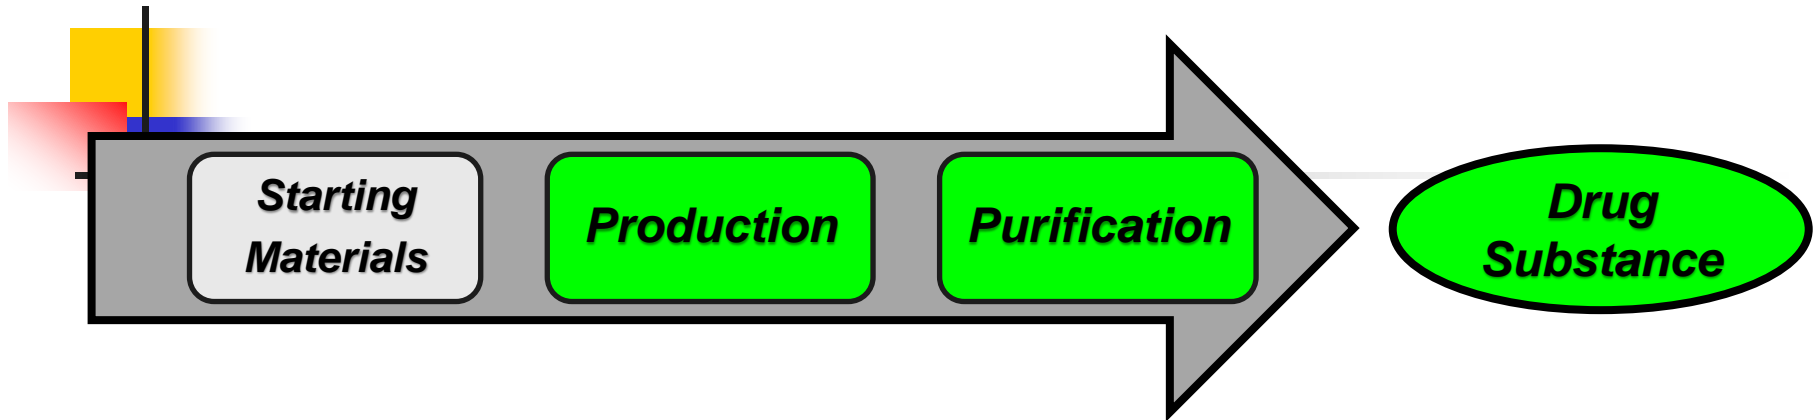 Starting
Materials
Production
Purification
Drug
Substance